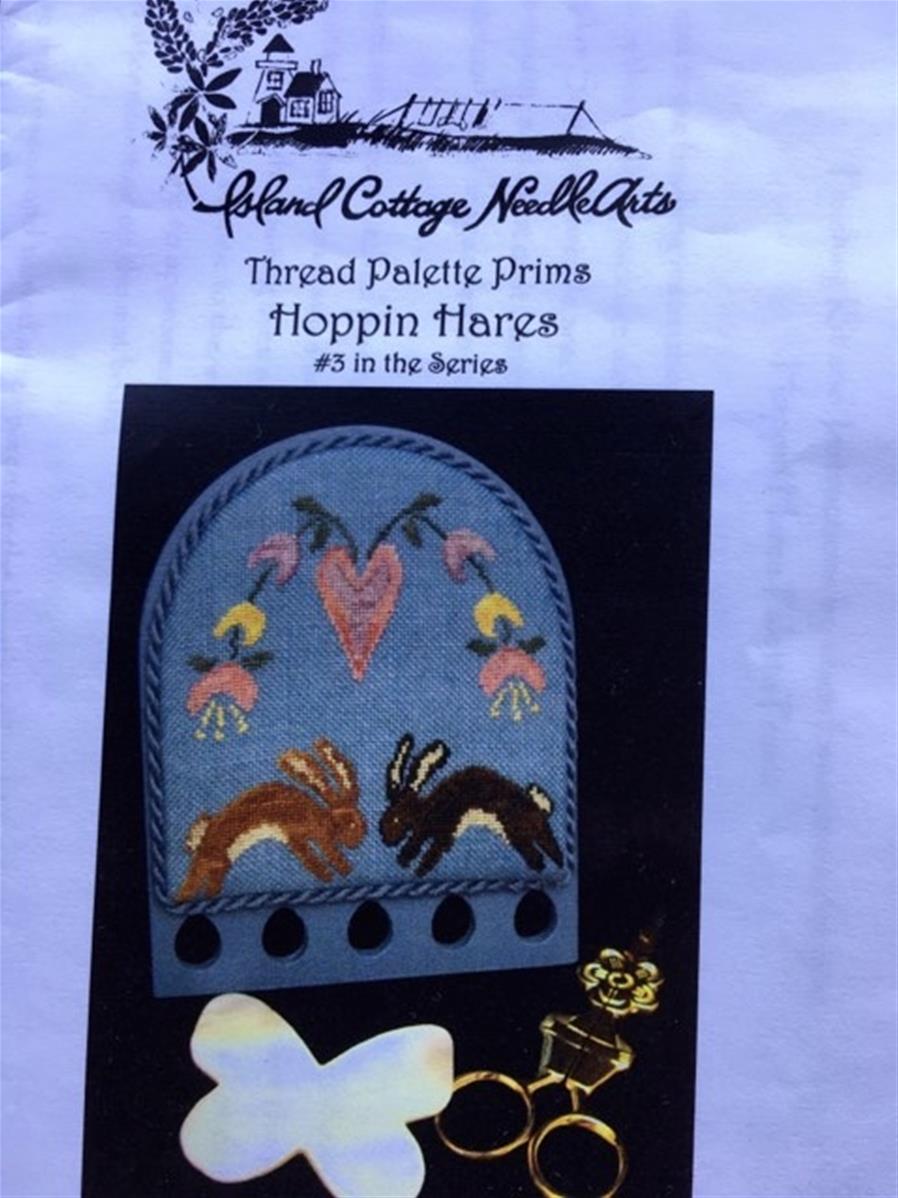 Island Cottage NeedleArts
Thread Palette Prims
Hoppin Hares
#3 in the Series